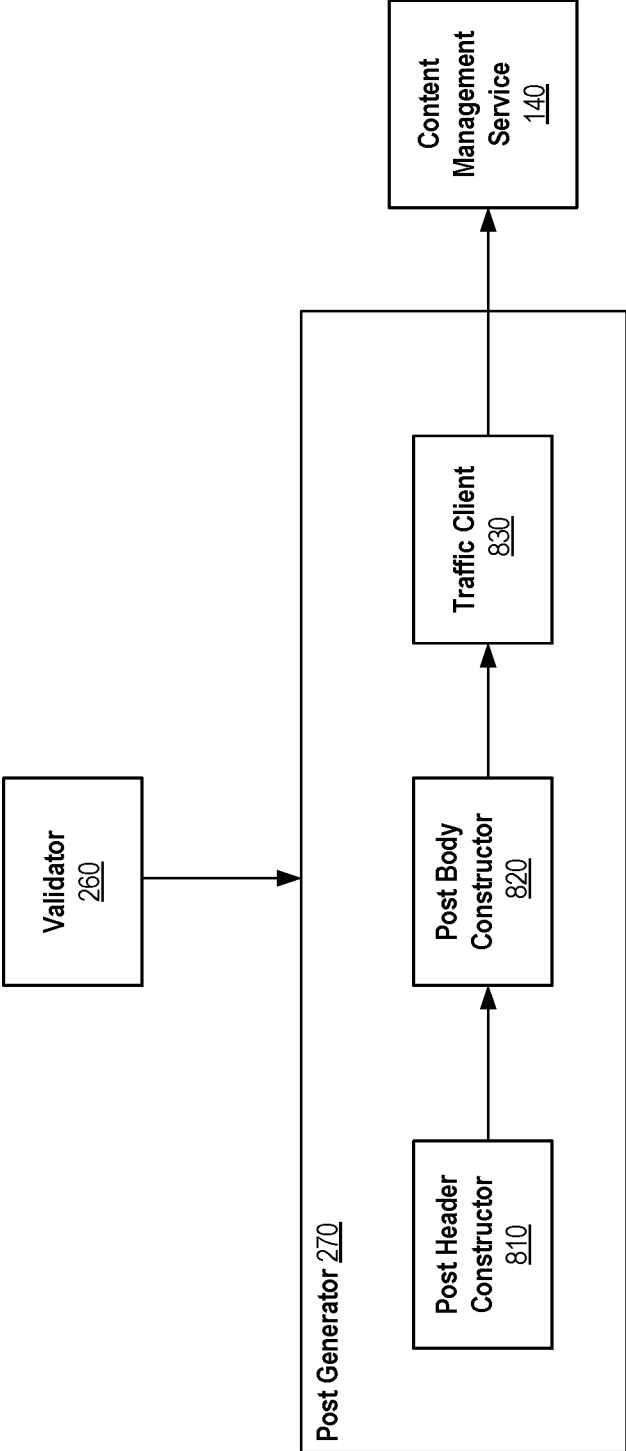 Validator
260
Post Generator 270
Post Header
Constructor
810
Post Body
Constructor
820
Traffic Client
830
Content
Management
Service
140